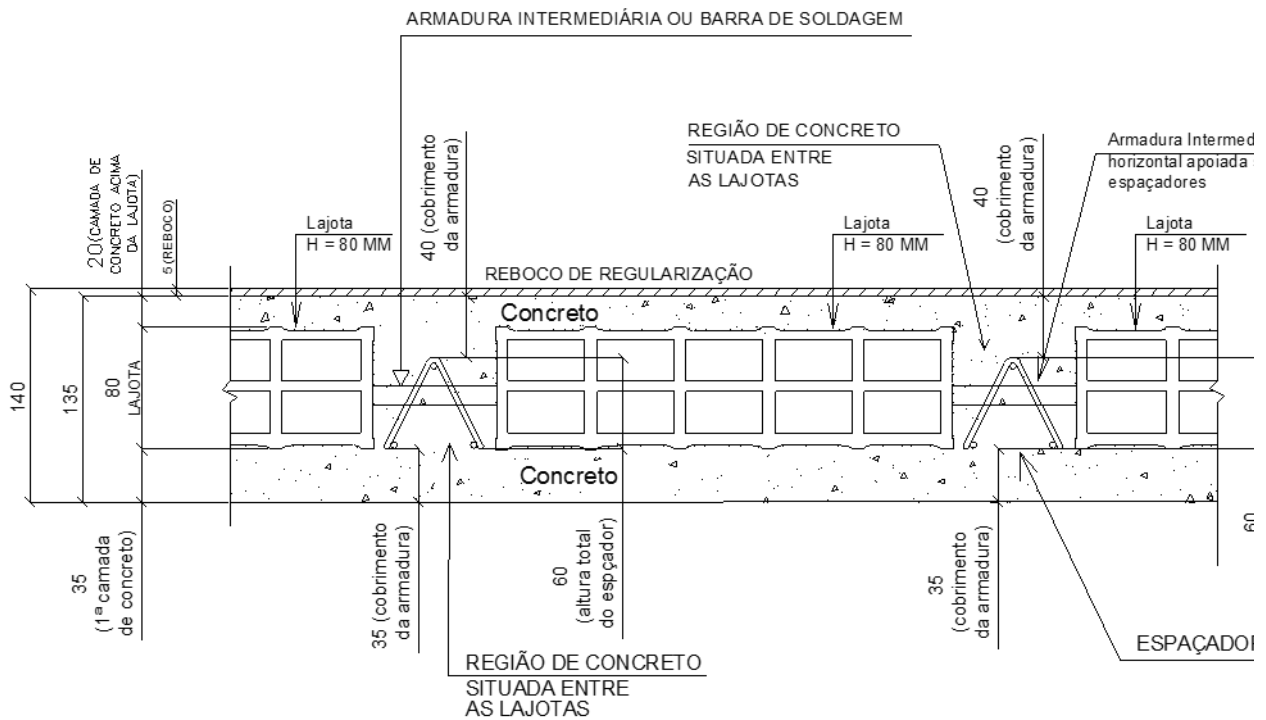 ARMADURA INTERMEDIÁRIA OU BARRA DE SOLDAGEM
REGIÃO DE CONCRETO
SITUADA ENTRE
AS LAJOTAS
Armadura Intermed
horizontal apoiada
espaçadores
20 (CAMADA DE
CONCRETO ACIMA
DA LAJOTA)
5 (REBOCO)
Lajota
H = 80 MM
40 (cobrimento
da armadura)
REBOCO DE REGULARIZAÇÃO
Lajota
H = 80 MM
40
(cobrimento
da armadura)
Lajota
H = 80 MM
Concreto
140
135
80
LAJOTA
Concreto
35
(1ª camada
de concreto)
35 (cobrimento
da armadura)
60
(altura total
do espçador)
35
(cobrimento
da armadura)
60
REGIÃO DE CONCRETO
SITUADA ENTRE
AS LAJOTAS
ESPAÇADOR